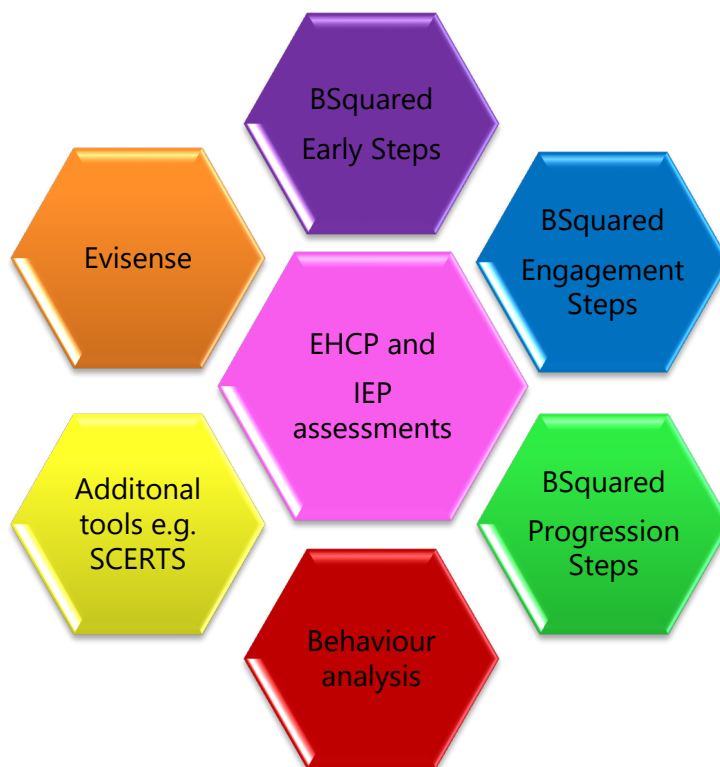 BSquared
Early Steps
Evisense
BSquared
Engagement
Steps
EHCP and
IEP
assessments
Additonal
tools e.g.
SCERTS
BSquared
Progression
Steps
Behaviour
analysis